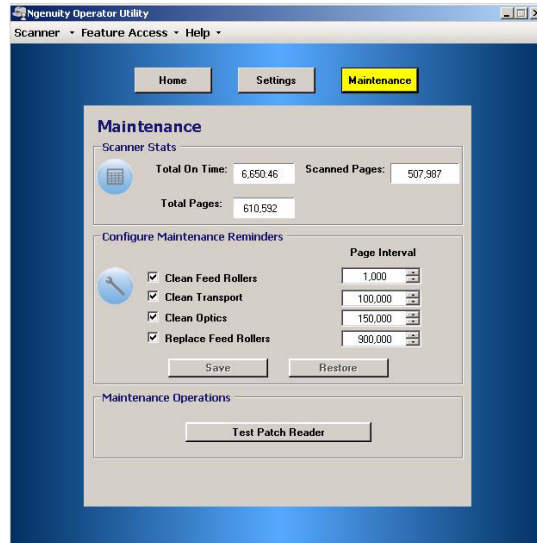 Ngenuity Operator Utility
Scanner Feature Access Help
Home Settings Maintenance
Maintenance
Scanner Stats
Total On Time: 6,650:46 Scanned Pages: 507,987
Total Pages: 610,592
Configure Maintenance Reminders
Page Interval
Clean Feed Rollers 1,000
Clean Transport 100,000
Clean Optics 150,000
Replace Feed Rollers 900,000
Save Restore
Maintenance Operations
Test Patch Reader